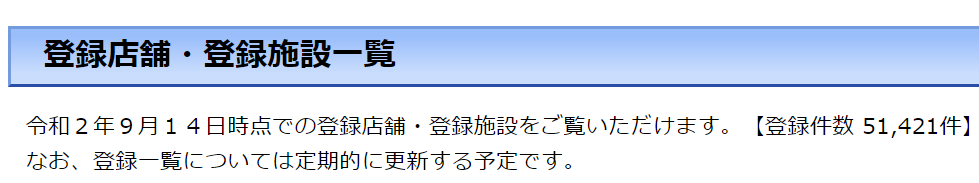 登録店舗・登録施設一覧
令和２年９月１４日時点での登録店舗・登録施設をご覧いただけます。【登録件数 51,421件】
なお、登録一覧については定期的に更新する予定です。